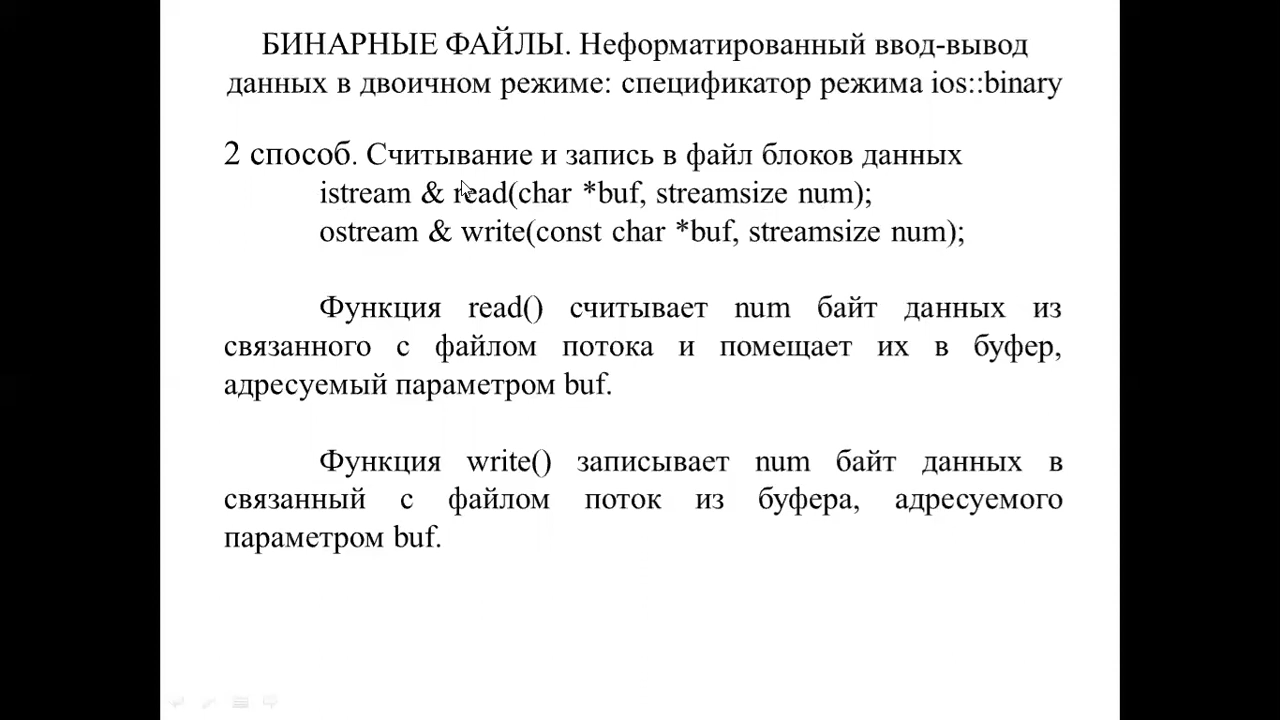 БИНАРНЫЕ ФАЙЛЫ. Неформатированный ввод-вывод
данных в двоичном режиме: спецификатор режима ios::binary
2 способ. Считывание и запись в файл блоков данных
istream & read(char *buf, streamsize num);
ostream & write(const char *buf, streamsize num);
Функция read() считывает num байт данных из
связанного с файлом потока и помещает их в буфер,
адресуемый параметром buf.
Функция write() записывает num байт данных в
связанный с файлом поток из буфера, адресуемого
параметром buf.